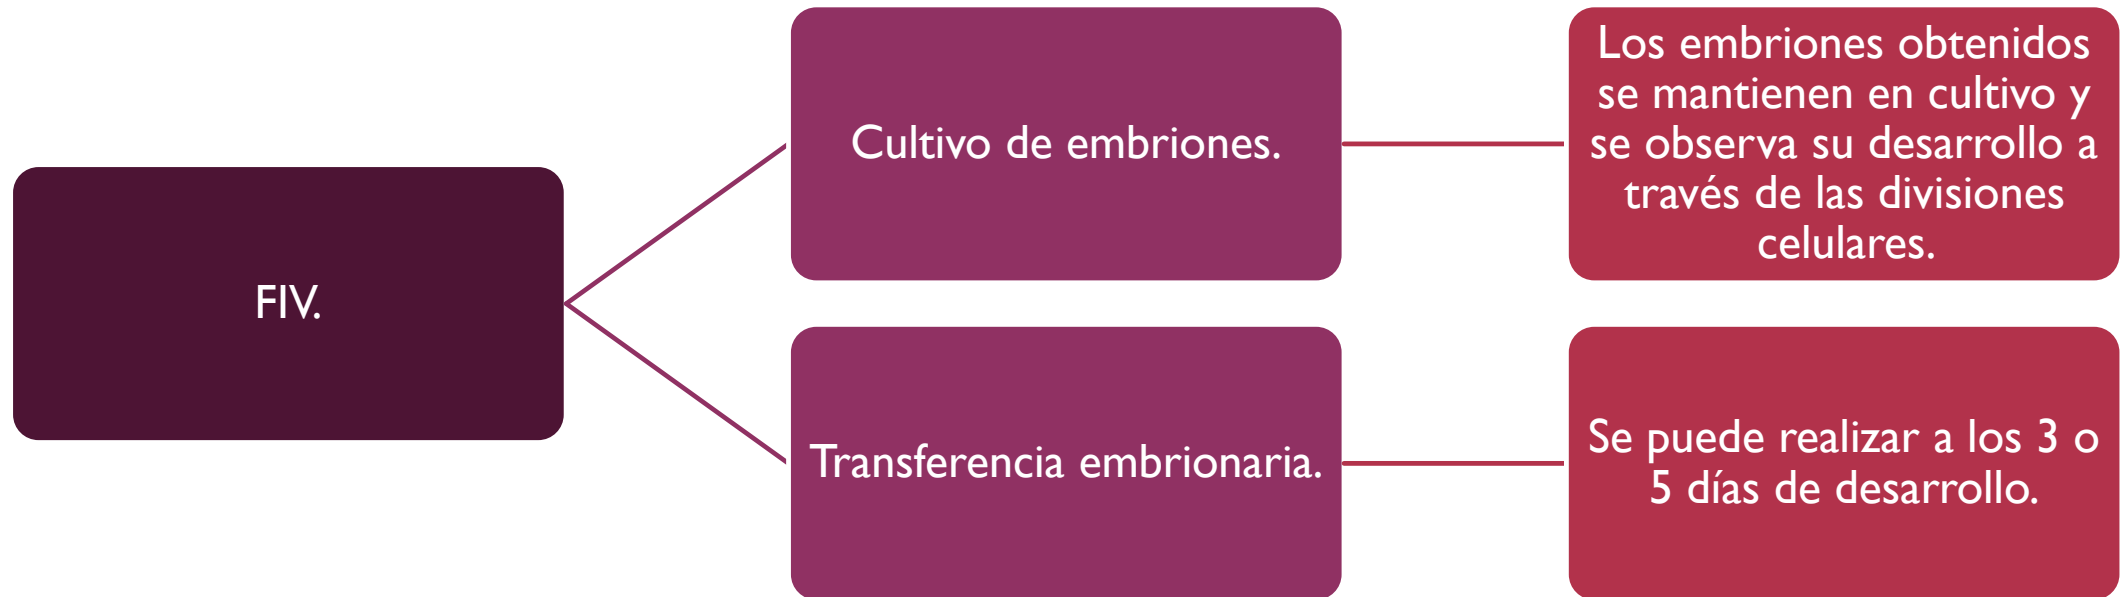 FIV.
Cultivo de embriones.
Los embriones obtenidos
se mantienen en cultivo y
se observa su desarrollo a
través de las divisiones
celulares.
Transferencia embrionaria.
Se puede realizar a los 3 o
5 días de desarrollo.